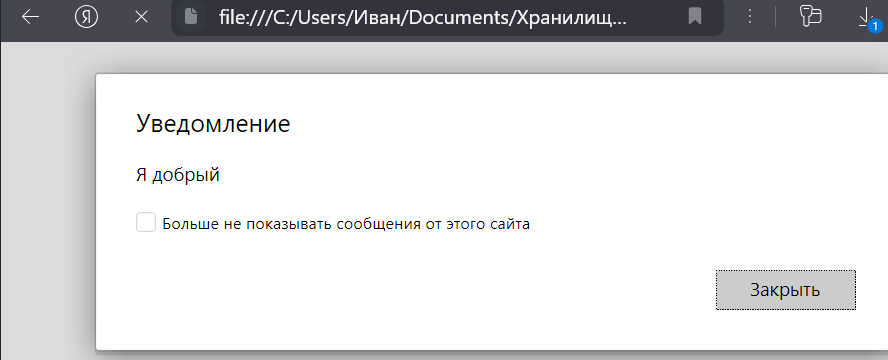 Я file:///C:/Users/Иван/Documents/Хранилищ...
1
Уведомление
Я добрый
Больше не показывать сообщения от этого сайта
Закрыть